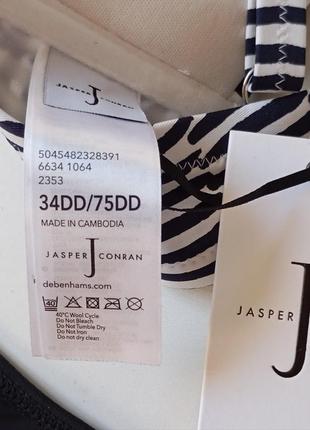 J
JASPER CONRAN
5045482328391
6634 1064
2353
34DD/75DD
MADE IN CAMBODIA
J
JASPER CONRAN
debenhams.com
40
40°C Wool Cycle
Do Not Bleach
Do Not Tumble Dry
Do Not Iron
Do not dry clean
J
JASPER